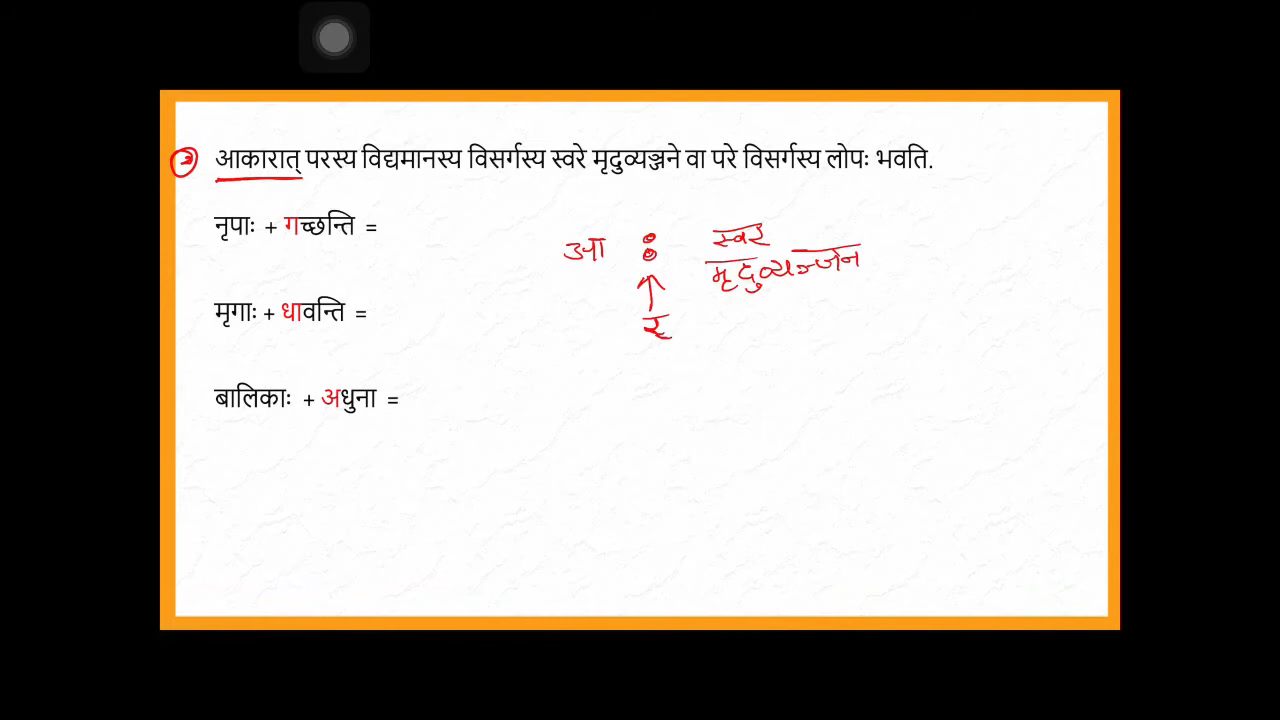 ३ आकारात् परस्य विद्यमानस्य विसर्गस्य स्वरे मृदुव्यञ्जने वा परे विसर्गस्य लोपः भवति.
नृपाः + गच्छन्ति =
आ : स्वर
मृदुव्यञ्जन
मृगाः + धावन्ति =
र्
बालिकाः + अधुना =